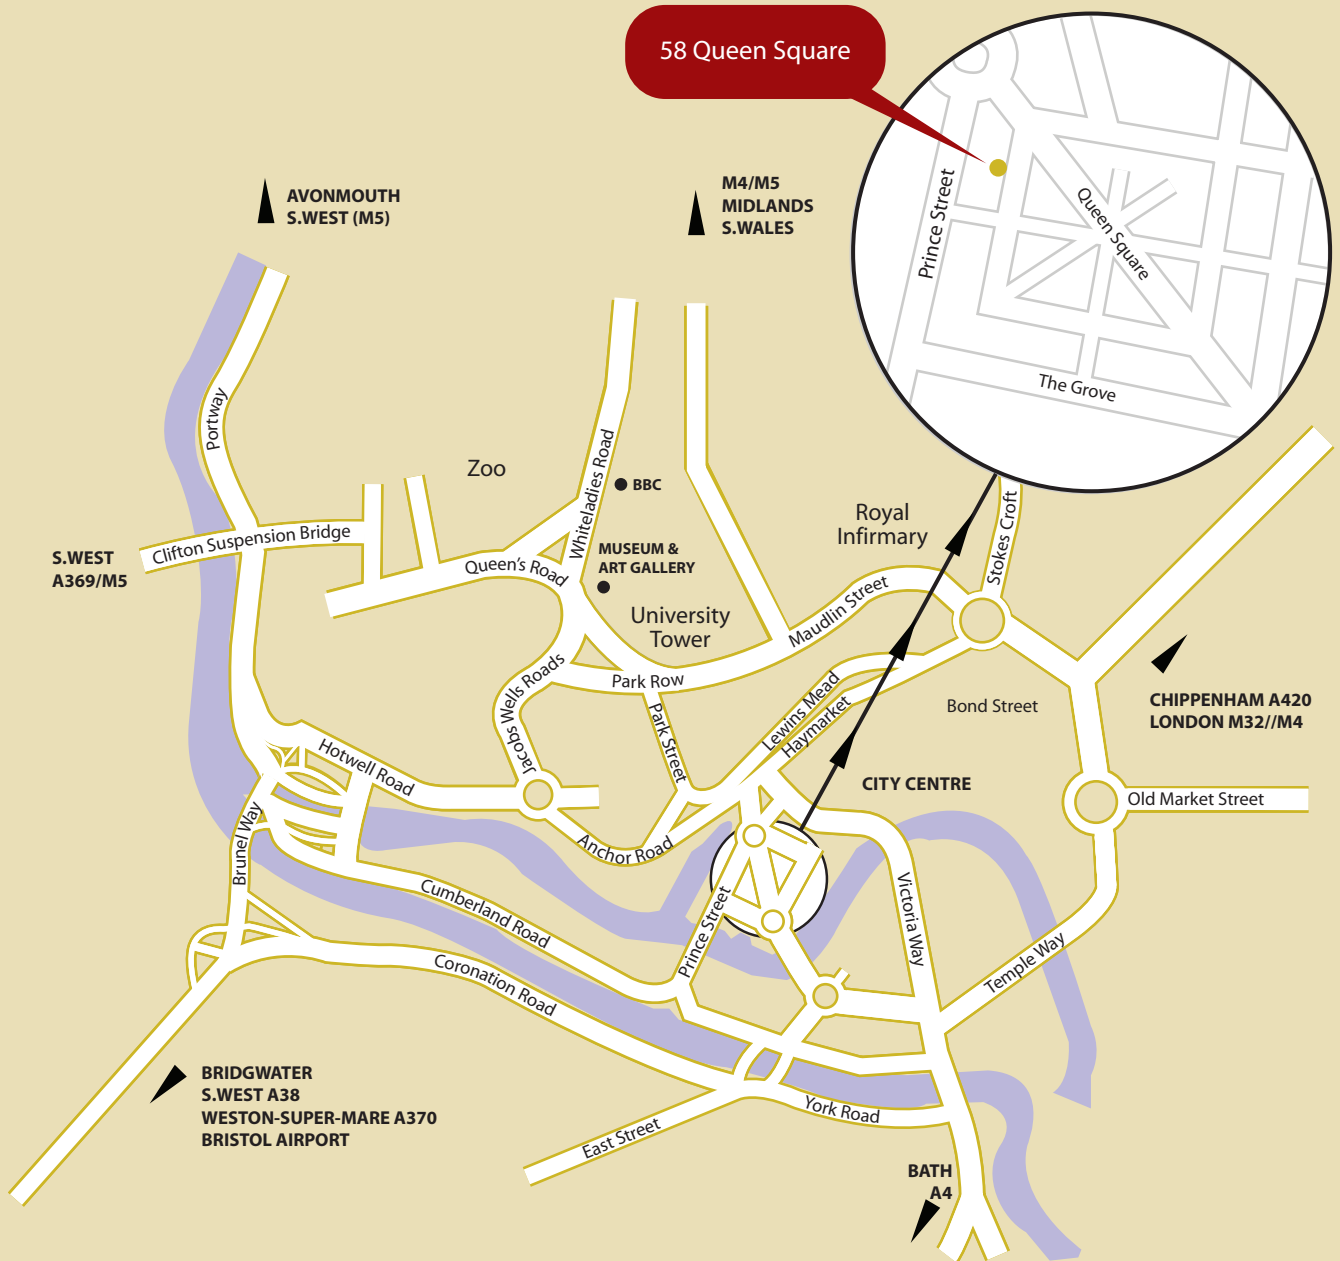 58 Queen Square
Prince Street
Queen Square
The Grove
AVONMOUTH
S.WEST (M5)
M4/M5
MIDLANDS
S.WALES
Portway
Zoo
Whiteladies Road
BBC
Clifton Suspension Bridge
S.WEST
A369/M5
Queen's Road
MUSEUM &
ART GALLERY
University
Tower
Royal
Infirmary
Stokes Croft
Maudlin Street
Park Row
Jacobs Wells Roads
Park Street
Lewins Mead
Haymarket
Bond Street
CHIPPENHAM A420
LONDON M32//M4
Hotwell Road
CITY CENTRE
Old Market Street
Brunel Way
Anchor Road
Cumberland Road
Prince Street
Victoria Way
Temple Way
Coronation Road
BRIDGWATER
S.WEST A38
WESTON-SUPER-MARE A370
BRISTOL AIRPORT
East Street
York Road
BATH
A4